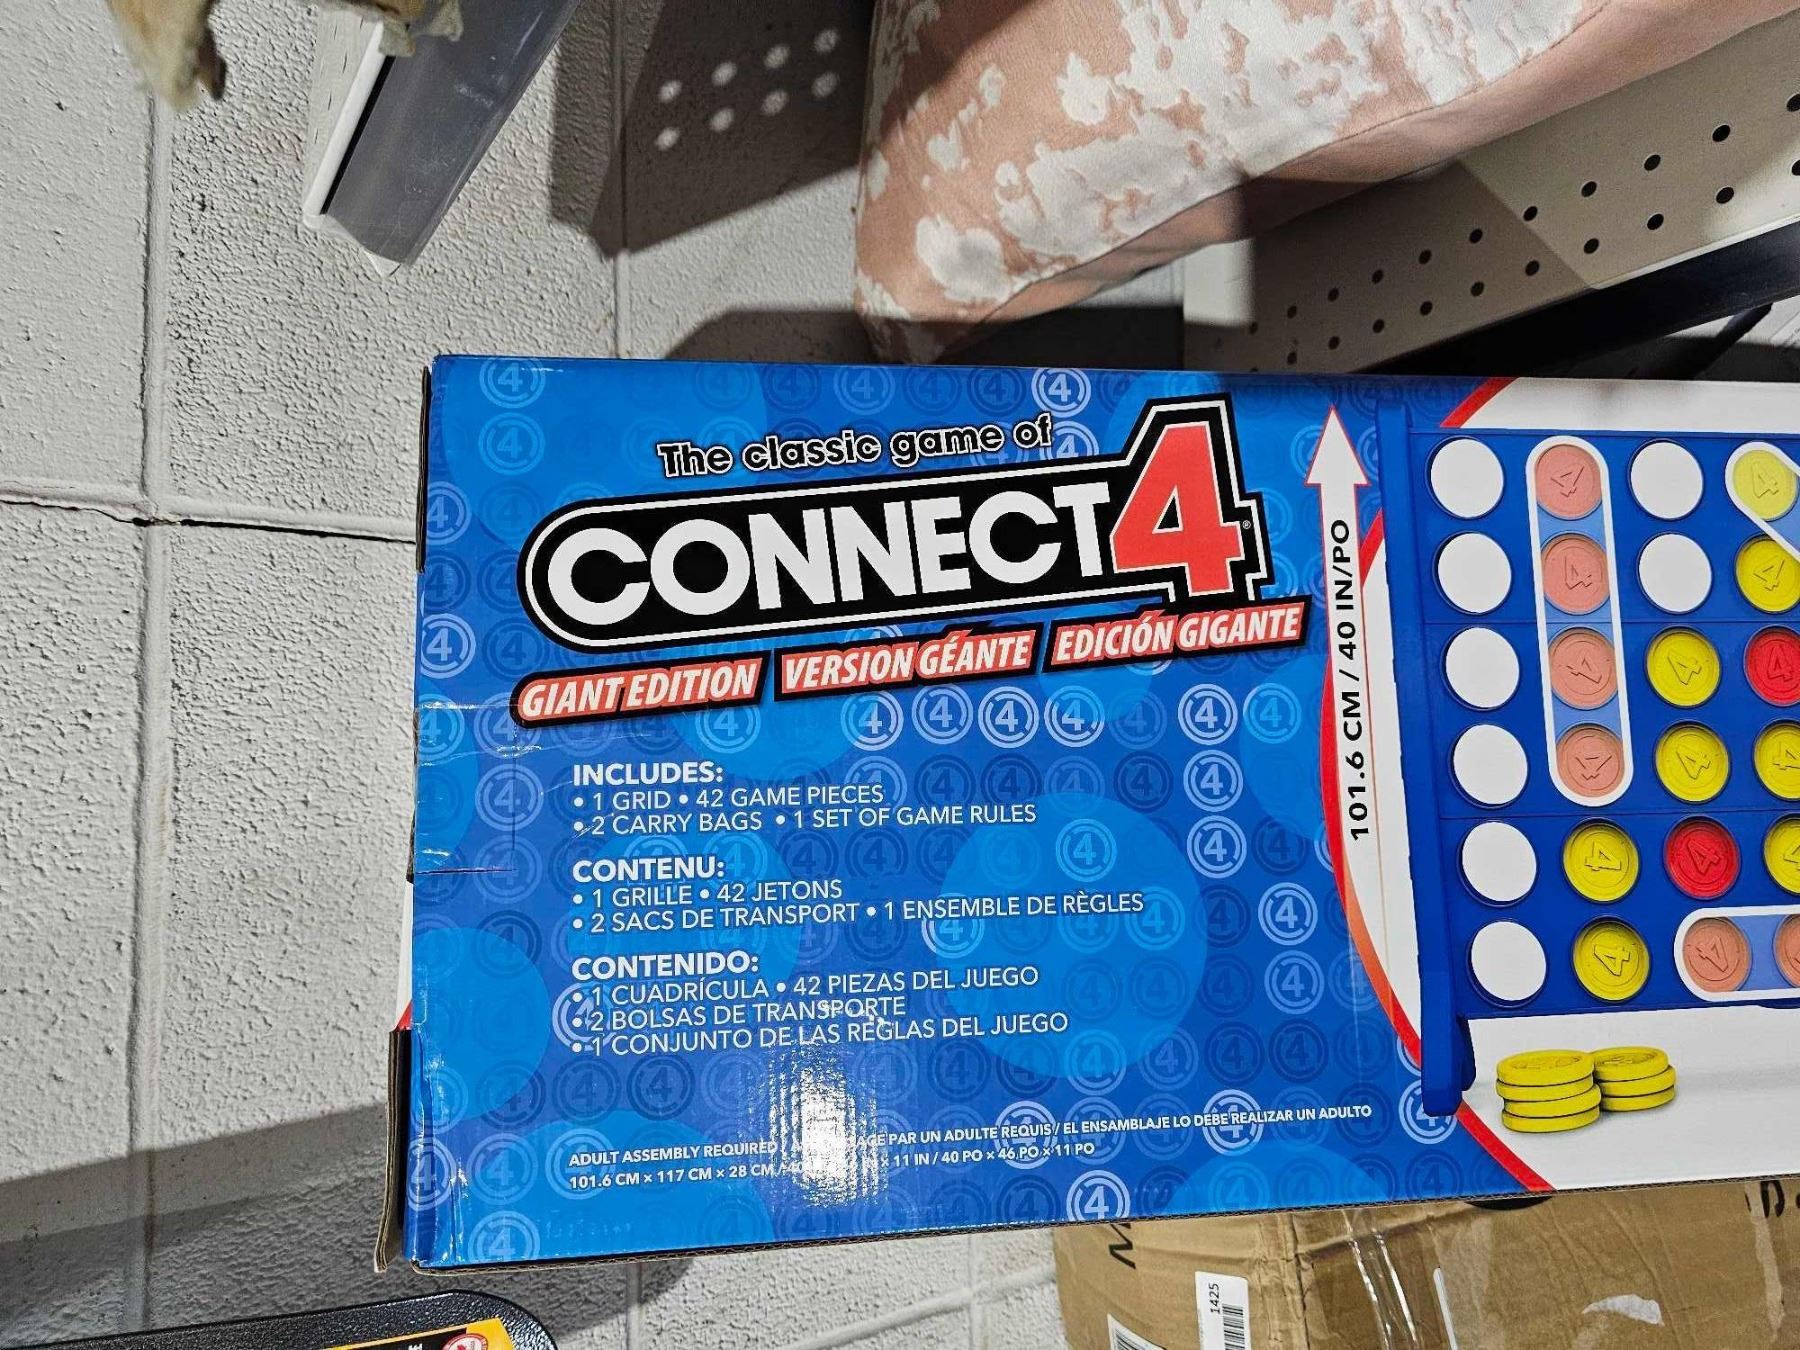 The classic game of
CONNECT 4®
GIANT EDITION VERSION GÉANTE EDICIÓN GIGANTE
INCLUDES:
• 1 GRID • 42 GAME PIECES
• 2 CARRY BAGS • 1 SET OF GAME RULES
CONTENU:
• 1 GRILLE • 42 JETONS
• 2 SACS DE TRANSPORT • 1 ENSEMBLE DE RÈGLES
CONTENIDO:
• 1 CUADRÍCULA • 42 PIEZAS DEL JUEGO
• 2 BOLSAS DE TRANSPORTE
• 1 CONJUNTO DE LAS REGLAS DEL JUEGO
ADULT ASSEMBLY REQUIRED PAR UN ADULTE REQUIS / EL ENSAMBLAJE LO DEBE REALIZAR UN ADULTO
101.6 CM × 117 CM × 28 CM / 40 × 11 IN / 40 PO × 46 PO × 11 PO
101.6 CM / 40 IN/PO
1425